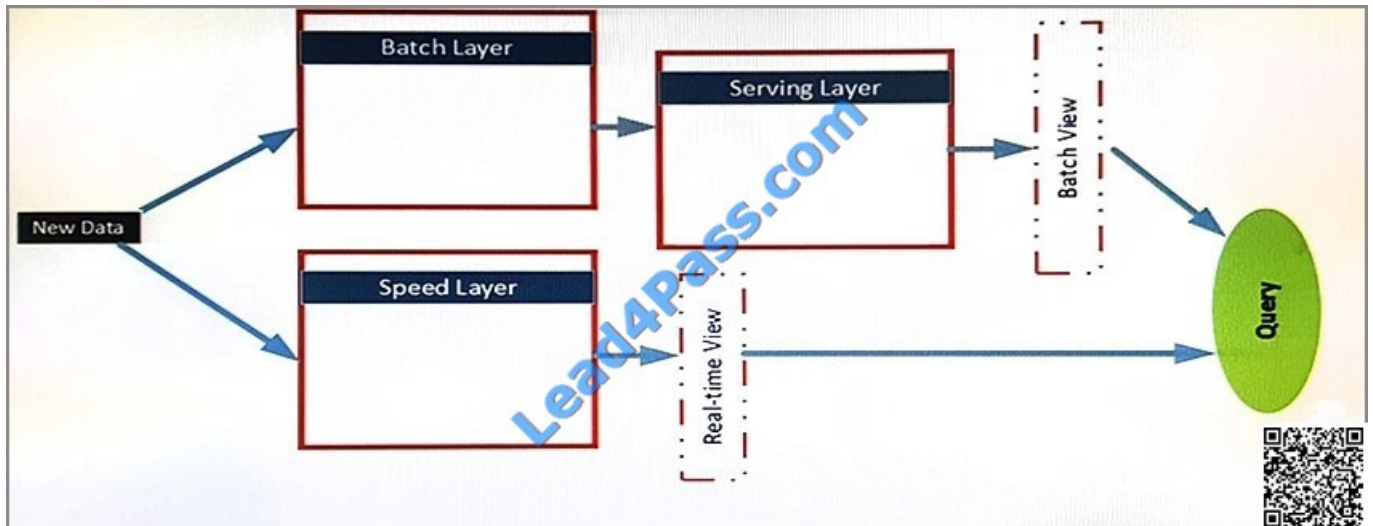 Batch Layer
Serving Layer
Batch View
New Data
Speed Layer
Real-time View
Query
Lead4Pass.com